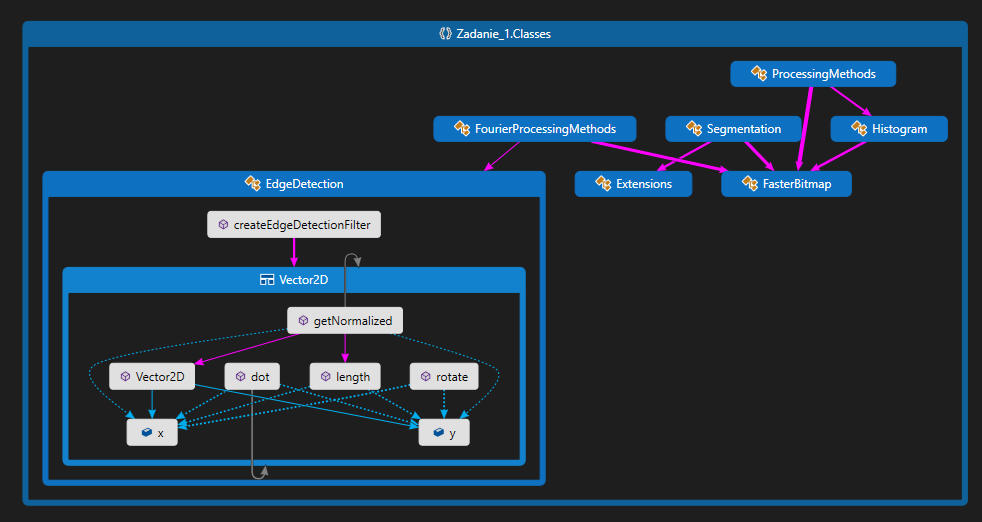 Zadanie_1.Classes
ProcessingMethods
FourierProcessingMethods
Segmentation
Histogram
EdgeDetection
Extensions
FasterBitmap
createEdgeDetectionFilter
Vector2D
getNormalized
Vector2D
dot
length
rotate
x
y